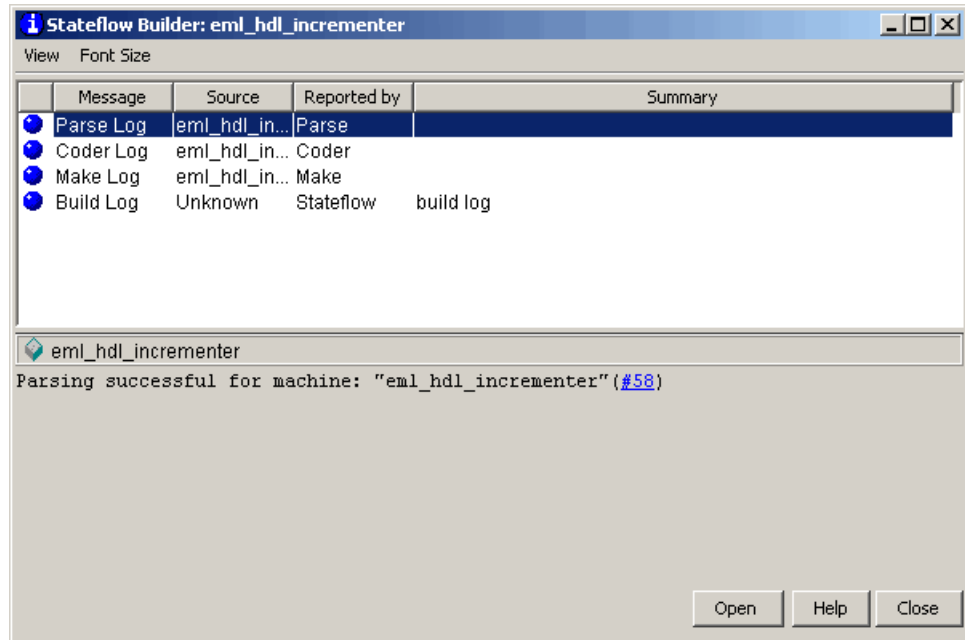 Stateflow Builder: eml_hdl_incrementer
View Font Size
Message Source Reported by Summary
Parse Log eml_hdl_in... Parse
Coder Log eml_hdl_in... Coder
Make Log eml_hdl_in... Make
Build Log Unknown Stateflow build log
eml_hdl_incrementer
Parsing successful for machine: "eml_hdl_incrementer"(#58)
Open Help Close